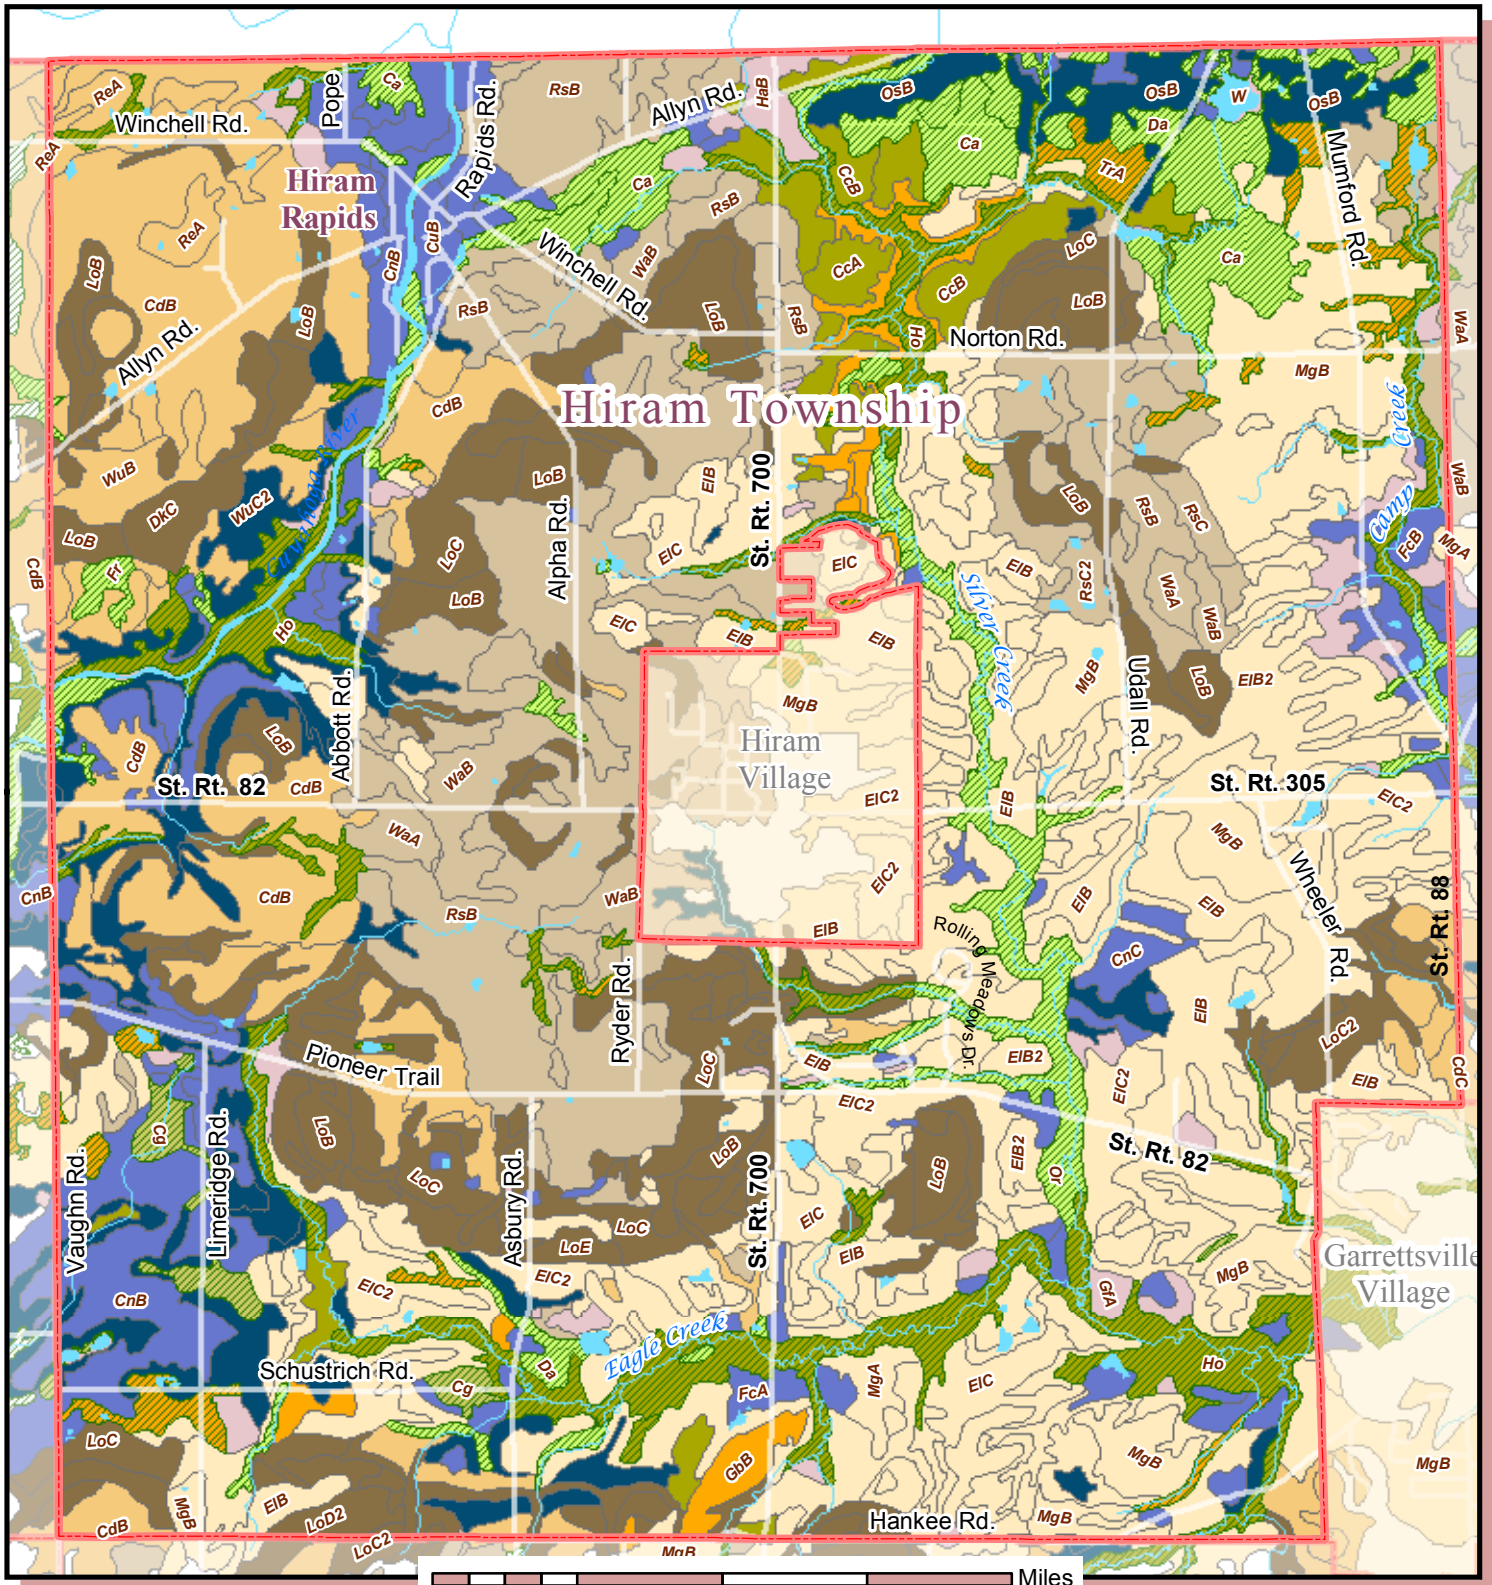 ReA
Winchell Rd.
Pope
Ca
Rapids Rd.
RsB
Allyn Rd.
HaB
OsB
OsB
W
OsB
Da
Ca
TrA
Mumford Rd.
ReA
Hiram
Rapids
Ca
RsB
CcB
ReA
CuB
CnB
Winchell Rd.
WaB
CcA
CcB
LoC
LoB
Ca
LoB
CdB
LoB
RsB
LoB
RsB
Ho
Norton Rd.
WaA
Allyn Rd.
MgB
CdB
Hiram Township
Camp
Creek
WuB
DkC
WuC2
LoB
Cuyahoga River
LoB
ElB
St. Rt. 700
LoB
RsB
RsC
WaB
FcB
MgA
LoB
CdB
Fr
LoC
LoB
Alpha Rd.
ElC
ElC
Silver Creek
ElB
RsC2
WaA
WaB
Ho
ElC
ElB
ElB
MgB
Udall Rd.
LoB
ElB2
Abbott Rd.
MgB
Hiram
Village
CdB
LoB
St. Rt. 82
CdB
WaB
ElC2
ElB
St. Rt. 305
ElC2
WaA
MgB
Wheeler Rd.
CnB
CdB
RsB
WaB
ElC2
ElB
ElB
ElB
St. Rt. 88
Rolling Meadows Dr.
CnC
Ryder Rd.
ElB
LoC2
Pioneer Trail
LoC
ElB
ElB2
ElC2
ElB
CdC
ElC2
Cg
Limeridge Rd.
Vaughn Rd.
LoB
LoC
Asbury Rd.
LoB
St. Rt. 700
LoB
ElB2
Or
St. Rt. 82
LoC
LoE
ElC
ElB
Garrettsville
Village
CnB
ElC2
ElC2
GfA
MgB
Eagle Creek
Schustrich Rd.
Cg
Da
FcA
MgA
ElC
Ho
LoC
GbB
MgB
MgB
CdB
MgB
ElB
LoD2
LoC2
Hankee Rd.
MgB
MgB
Miles